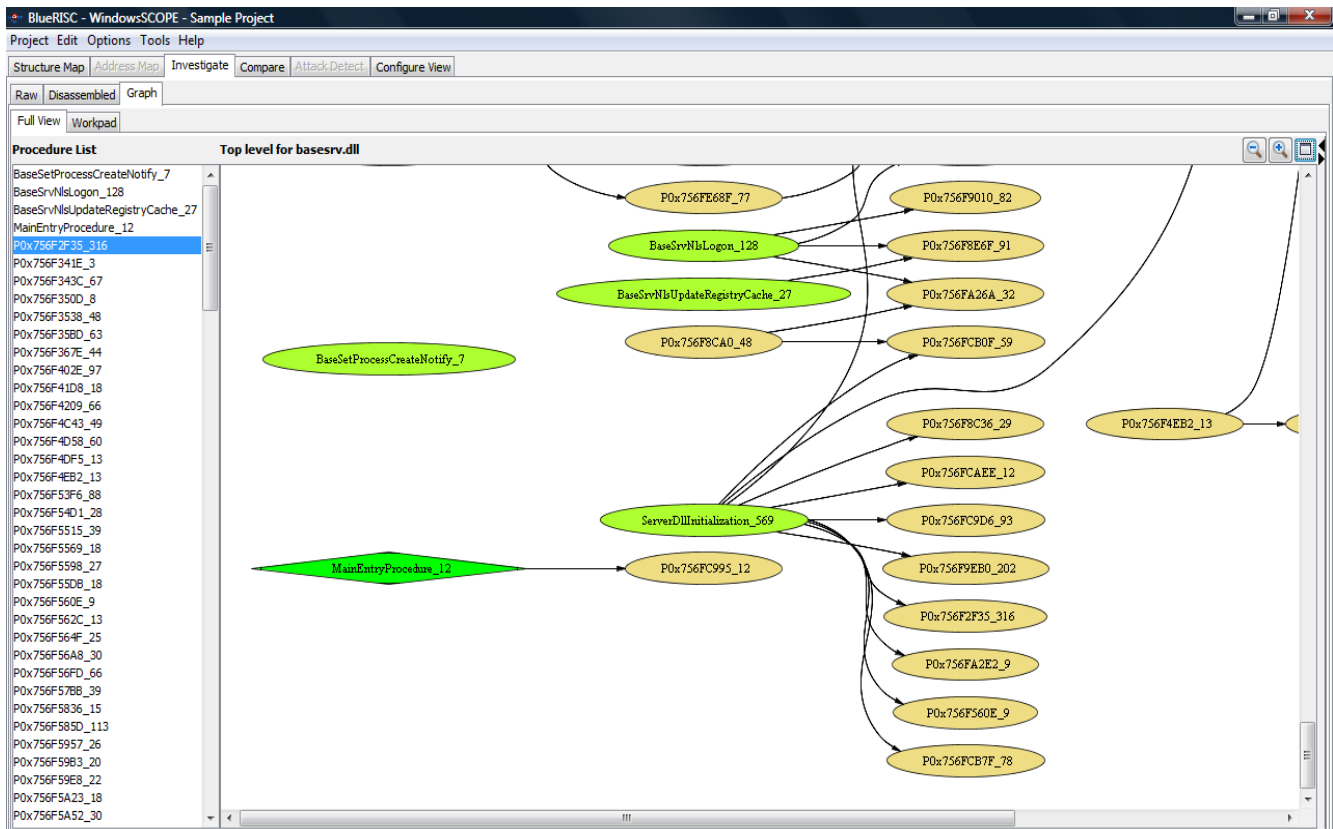 BlueRISC - WindowsSCOPE - Sample Project
Project Edit Options Tools Help
Structure Map Address Map Investigate Compare Attack Detect Configure View
Raw Disassembled Graph
Full View Workpad
Procedure List
Top level for basesrv.dll
BaseSetProcessCreateNotify_7
BaseSrvNlsLogon_128
BaseSrvNlsUpdateRegistryCache_27
MainEntryProcedure_12
P0x756F2F35_316
P0x756F341E_3
P0x756F343C_67
P0x756F350D_8
P0x756F3538_48
P0x756F35BD_63
P0x756F367E_44
P0x756F402E_97
P0x756F41D8_18
P0x756F4209_66
P0x756F4C43_49
P0x756F4D58_60
P0x756F4DF5_13
P0x756F4EB2_13
P0x756F53F6_88
P0x756F54D1_28
P0x756F5515_39
P0x756F5569_18
P0x756F5598_27
P0x756F55DB_18
P0x756F560E_9
P0x756F562C_13
P0x756F564F_25
P0x756F56A8_30
P0x756F56FD_66
P0x756F57BB_39
P0x756F5836_15
P0x756F585D_113
P0x756F5957_26
P0x756F59B3_20
P0x756F59E8_22
P0x756F5A23_18
P0x756F5A52_30
P0x756FE68F_77
P0x756F9010_82
BaseSrvNlsLogon_128
P0x756F8E6F_91
BaseSrvNlsUpdateRegistryCache_27
P0x756FA26A_32
P0x756F8CA0_48
P0x756FCB0F_59
BaseSetProcessCreateNotify_7
P0x756F8C36_29
P0x756F4EB2_13
P0x756FCAEE_12
ServerDllInitialization_569
P0x756FC9D6_93
MainEntryProcedure_12
P0x756FC995_12
P0x756F9EB0_202
P0x756F2F35_316
P0x756FA2E2_9
P0x756F560E_9
P0x756FCB7F_78